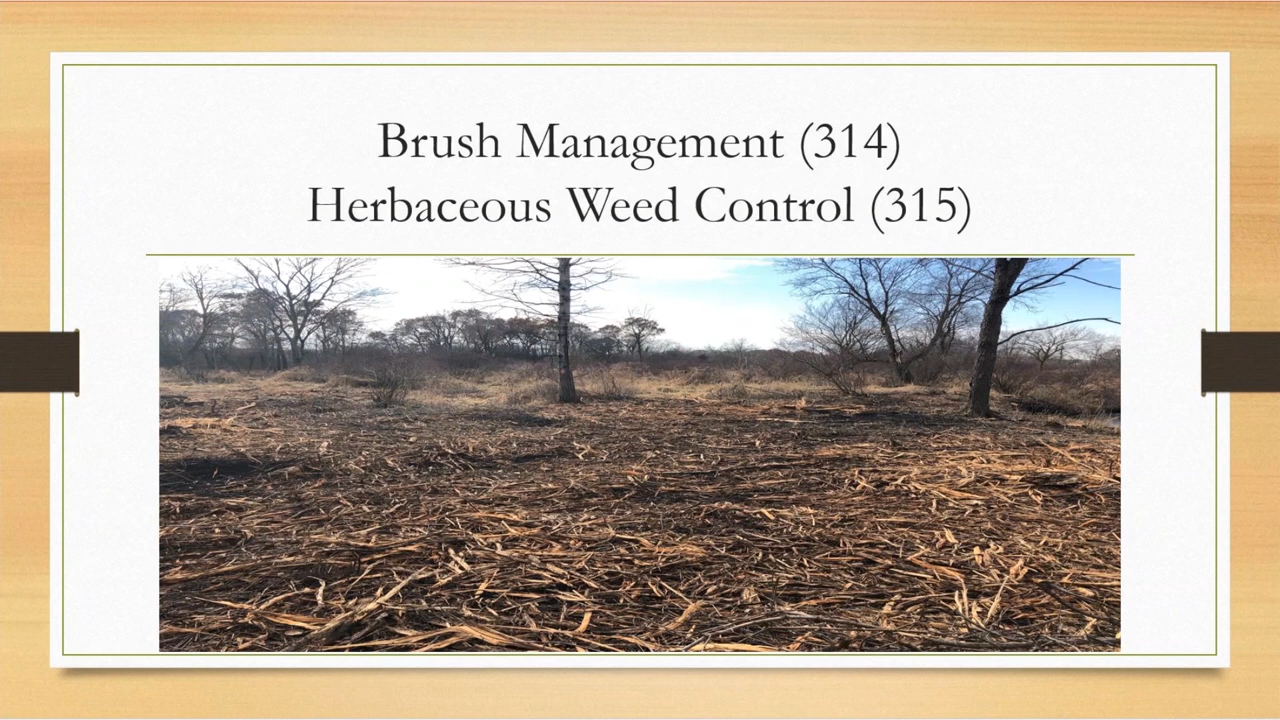 Brush Management (314)
Herbaceous Weed Control (315)